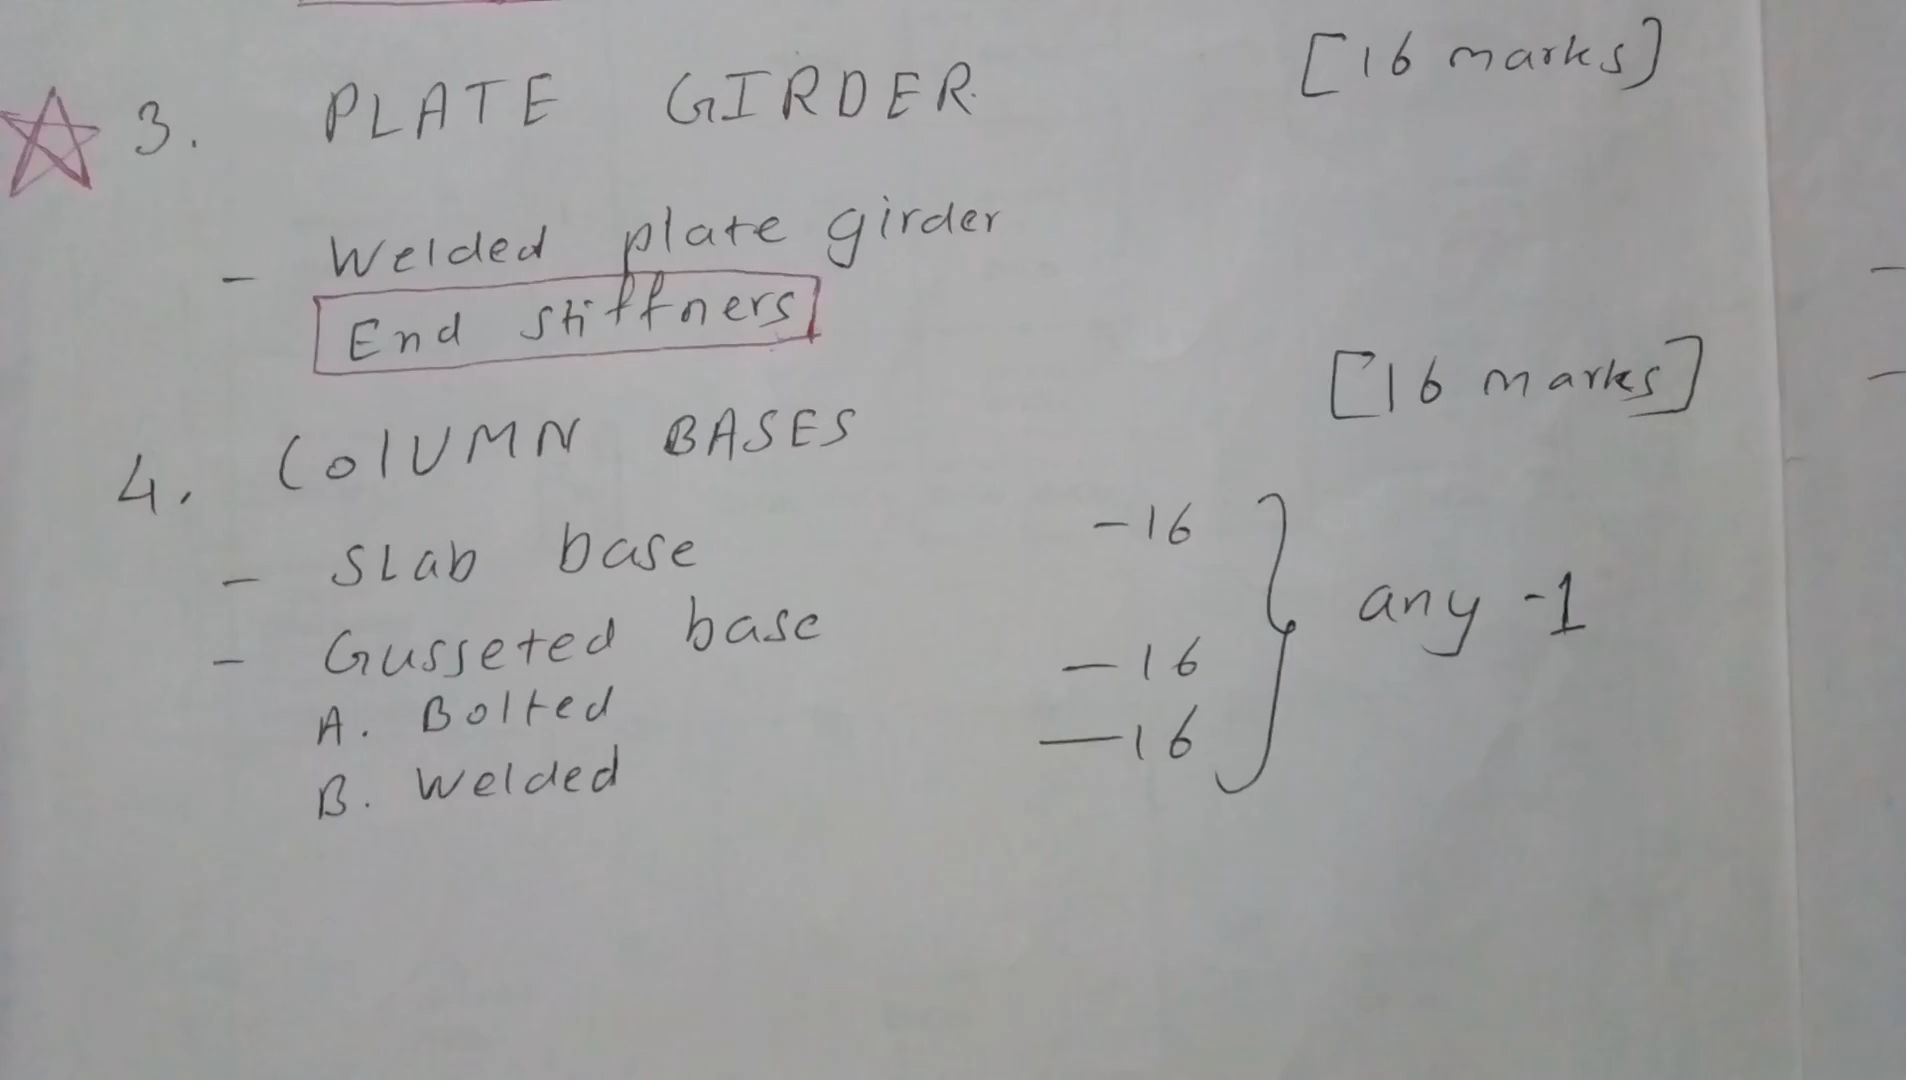 3. PLATE GIRDER [16 marks]
- Welded plate girder
End stiffners
4. COlUMN BASES [16 marks]
- SLab base -16
- Gusseted base
A. Bolted -16
B. Welded -16
any -1